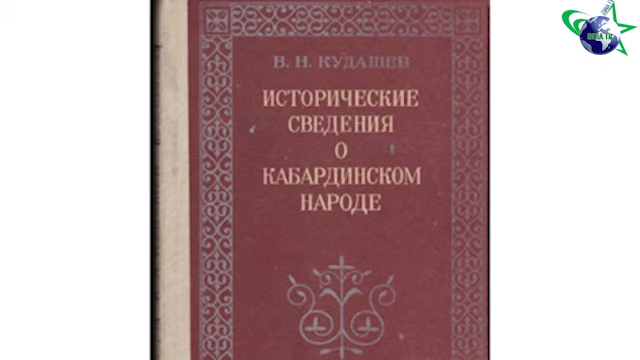 В. Н. КУДАШЕВ
ИСТОРИЧЕСКИЕ
СВЕДЕНИЯ
О
КАБАРДИНСКОМ
НАРОДЕ